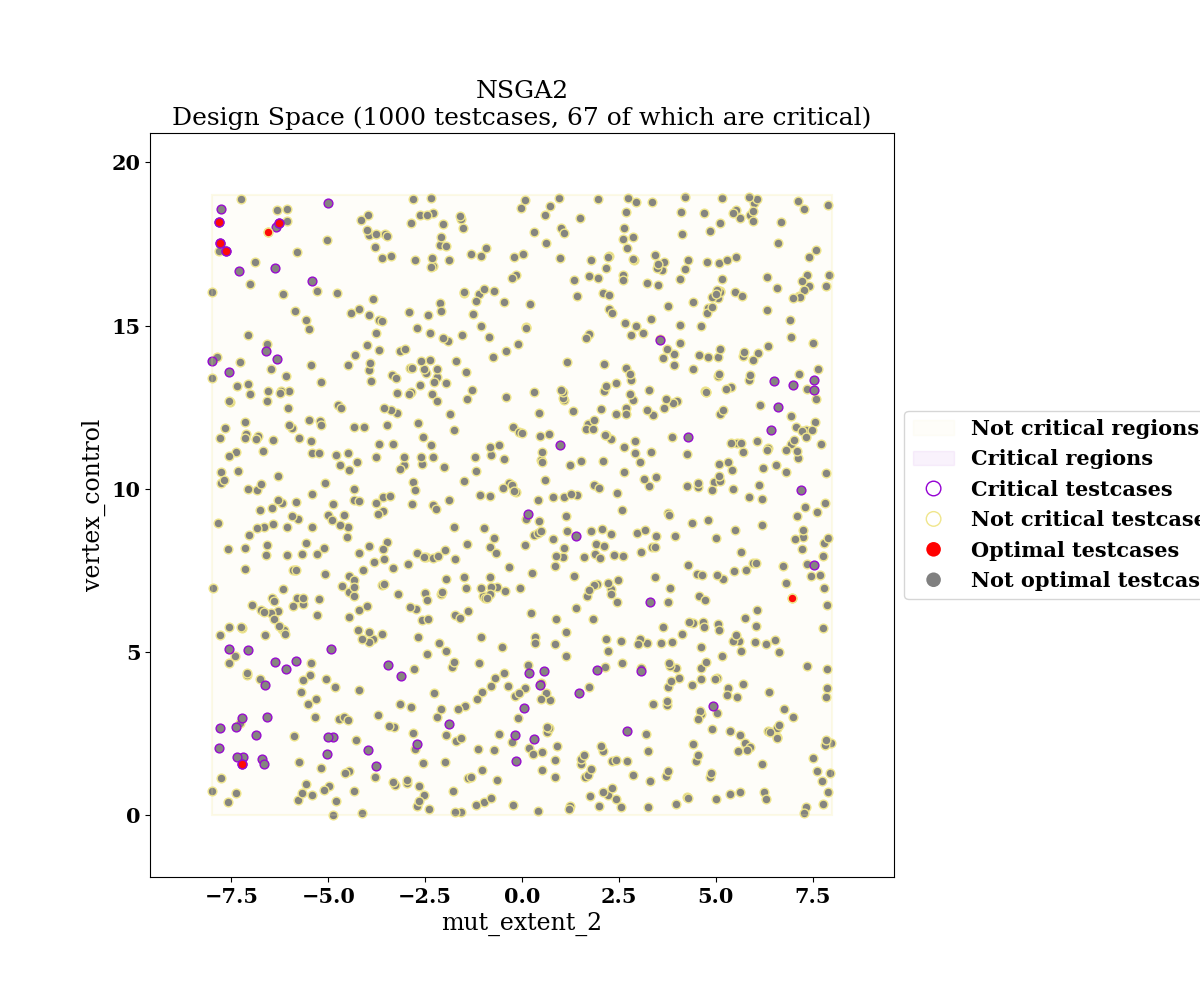 NSGA2
Design Space (1000 testcases, 67 of which are critical)
20
15
10
5
0
vertex_control
−7.5 −5.0 −2.5 0.0 2.5 5.0 7.5
mut_extent_2
Not critical regions
Critical regions
Critical testcases
Not critical testcase
Optimal testcases
Not optimal testcas